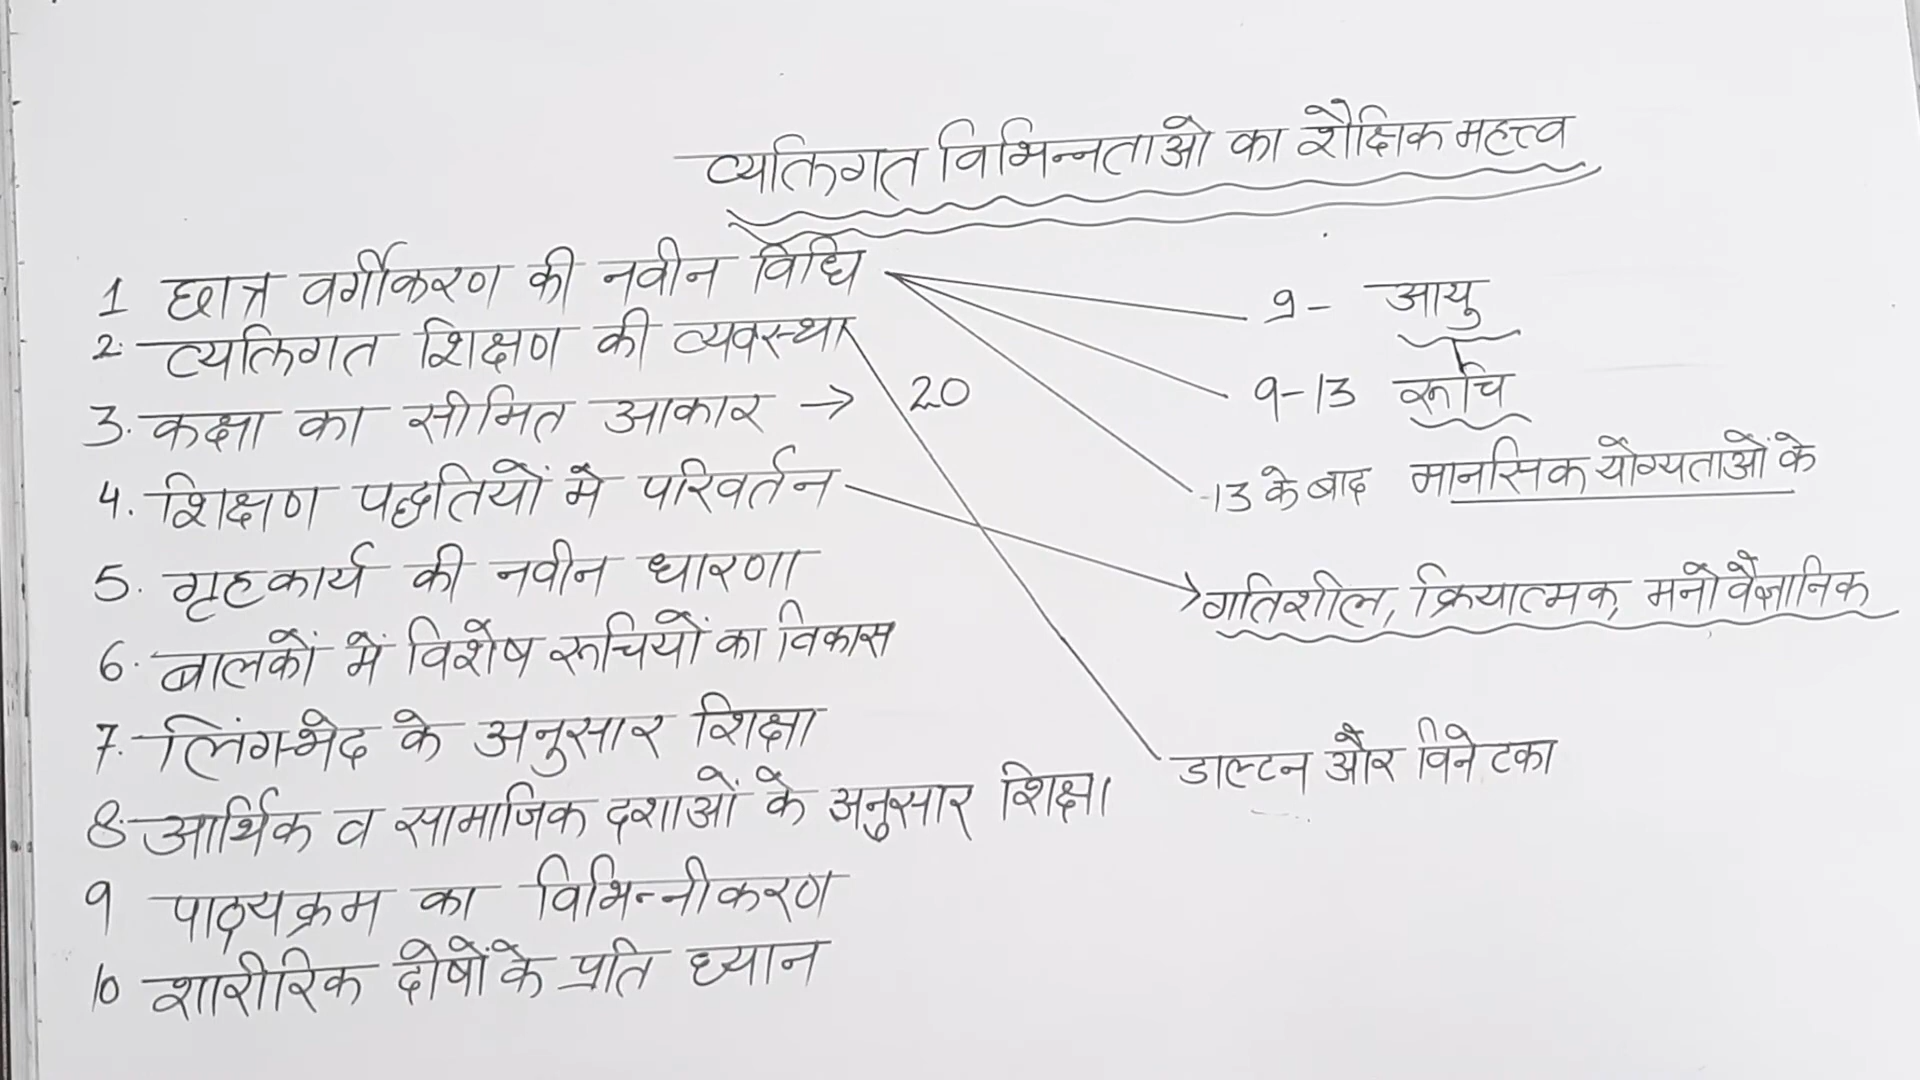 व्यक्तिगत विभिन्नताओ का शैक्षिक महत्त्व
1 छात्र वर्गीकरण की नवीन विधि
9 - आयु
2. व्यक्तिगत शिक्षण की व्यवस्था
9-13 रूचि
3. कक्षा का सीमित आकार → 20
13 के बाद मानसिक योग्यताओं के
4. शिक्षण पद्धतियों मे परिवर्तन
गतिशील, क्रियात्मक, मनोवैज्ञानिक
5. गृहकार्य की नवीन धारणा
6. बालकों में विशेष रूचियों का विकास
7. लिंग-भेद के अनुसार शिक्षा
डाल्टन और विनेटका
8. आर्थिक व सामाजिक दशाओं के अनुसार शिक्षा
9 पाठ्यक्रम का विभिन्नीकरण
10 शारीरिक दोषों के प्रति ध्यान